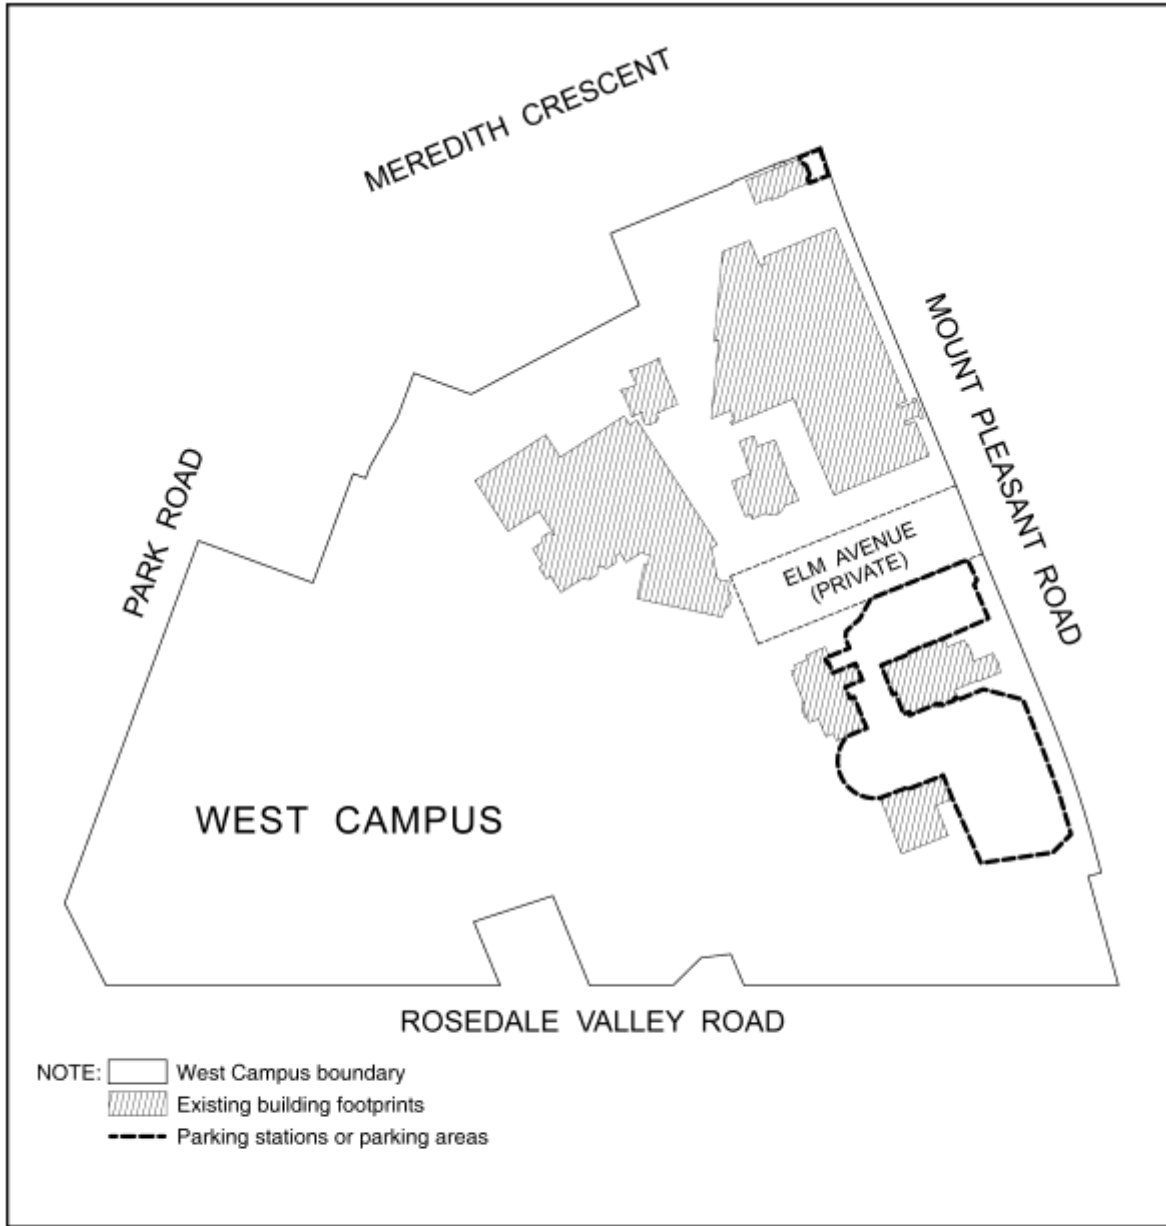 MEREDITH CRESCENT
MOUNT PLEASANT ROAD
PARK ROAD
ELM AVENUE
(PRIVATE)
WEST CAMPUS
ROSEDALE VALLEY ROAD
NOTE: West Campus boundary
Existing building footprints
Parking stations or parking areas